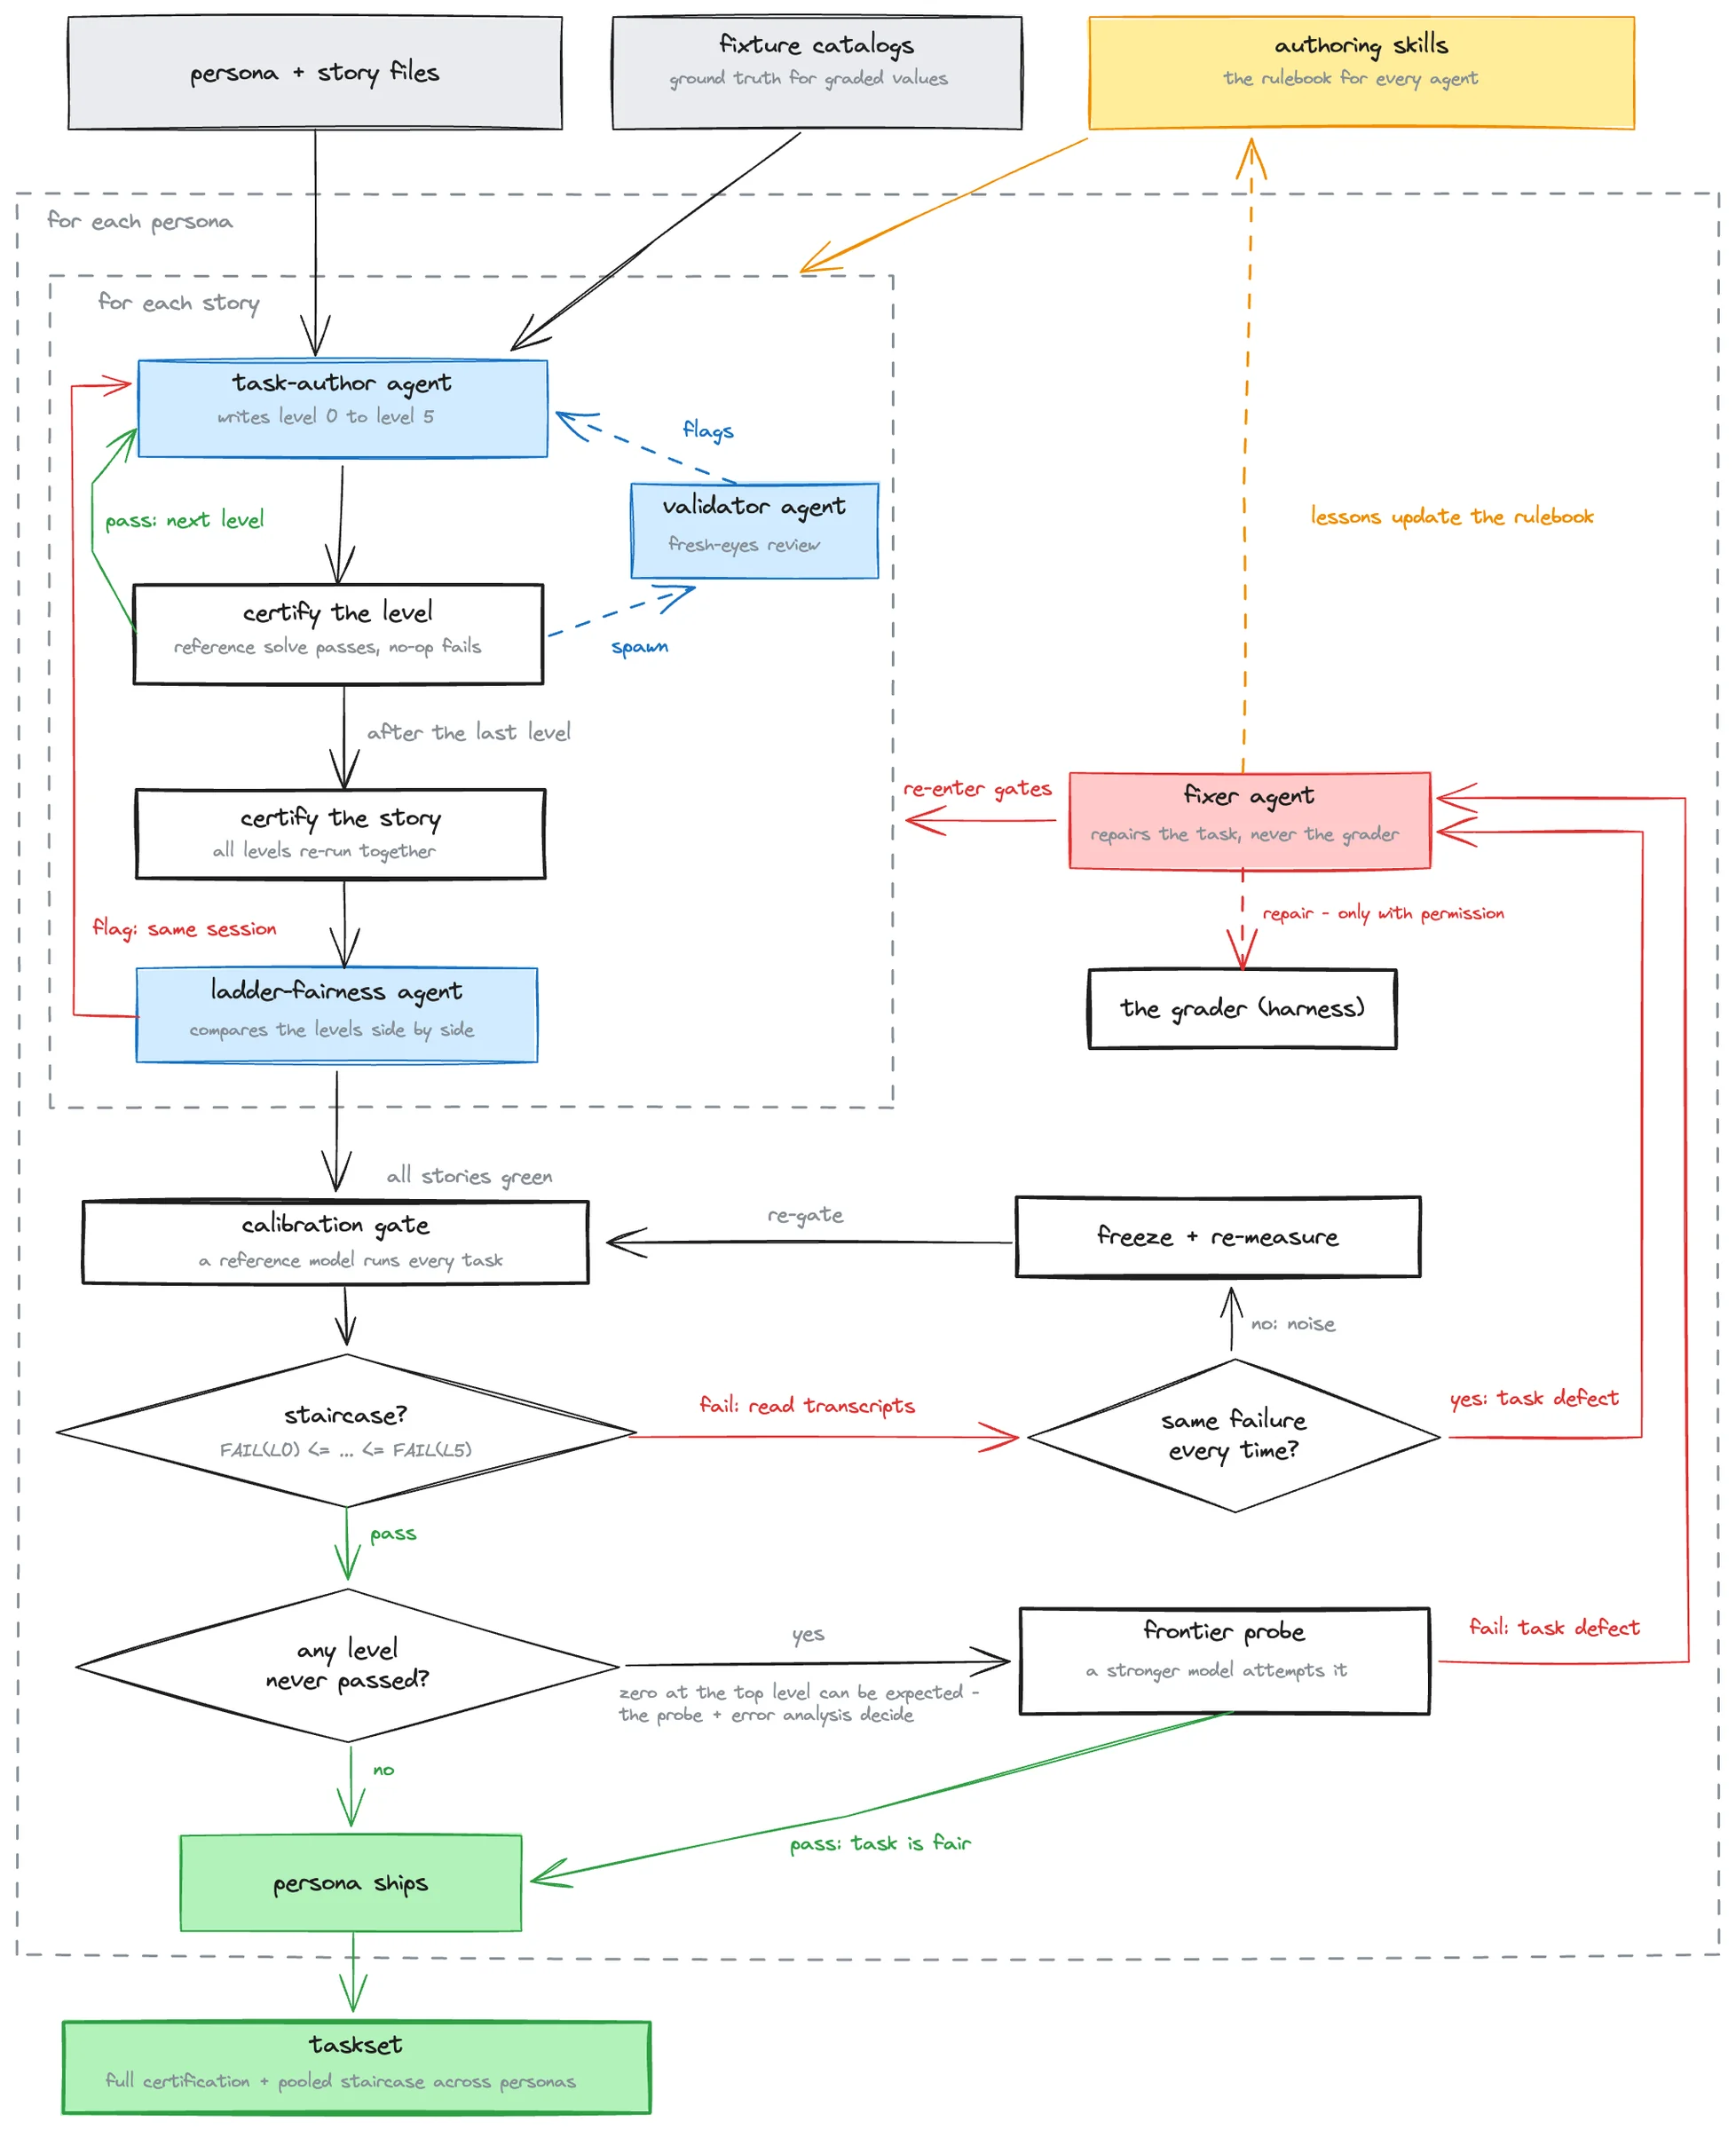 persona + story files
fixture catalogs
ground truth for graded values
authoring skills
the rulebook for every agent
for each persona
for each story
task-author agent
writes level 0 to level 5
flags
pass: next level
validator agent
fresh-eyes review
lessons update the rulebook
certify the level
reference solve passes, no-op fails
spawn
after the last level
certify the story
all levels re-run together
re-enter gates
fixer agent
repairs the task, never the grader
repair - only with permission
flag: same session
ladder-fairness agent
compares the levels side by side
the grader (harness)
all stories green
calibration gate
a reference model runs every task
re-gate
freeze + re-measure
no: noise
staircase?
FAIL(L0) <= ... <= FAIL(L5)
fail: read transcripts
same failure
every time?
yes: task defect
pass
any level
never passed?
yes
zero at the top level can be expected -
the probe + error analysis decide
frontier probe
a stronger model attempts it
fail: task defect
no
pass: task is fair
persona ships
taskset
full certification + pooled staircase across personas